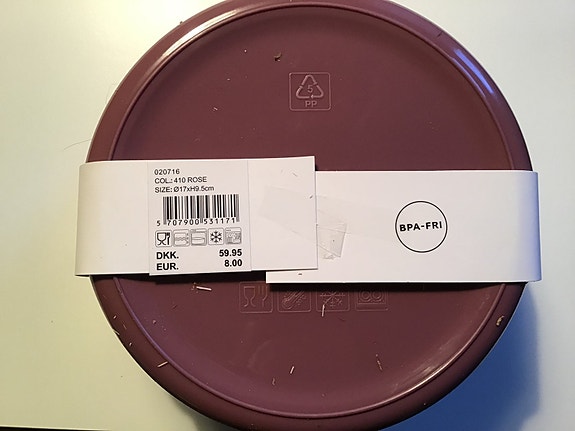 5
PP
020716
COL.: 410 ROSE
SIZE: Ø17xH9.5cm
5 707900 531171
DKK. 59.95
EUR. 8.00
BPA-FRI